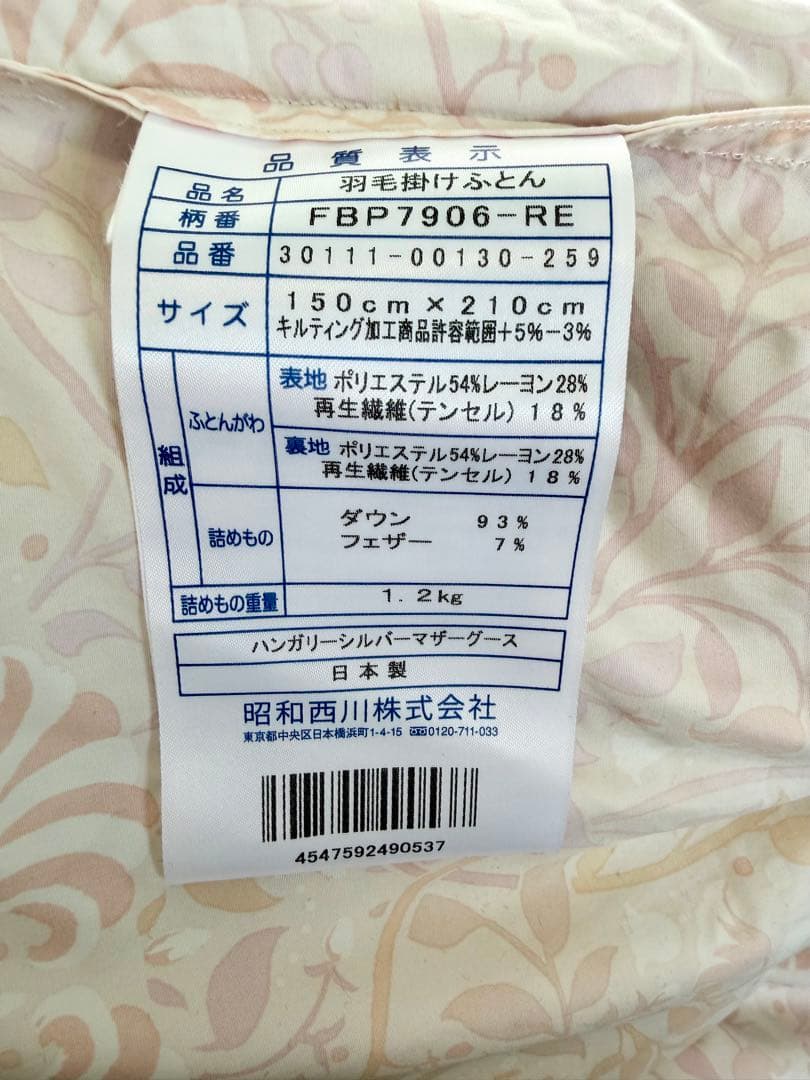 品質表示
品名 羽毛掛けふとん
柄番 FBP7906-RE
品番 30111-00130-259
サイズ 150cm×210cm
キルティング加工商品許容範囲+5%-3%
組成
ふとんがわ
表地 ポリエステル54%レーヨン28%
再生繊維(テンセル)18%
裏地 ポリエステル54%レーヨン28%
再生繊維(テンセル)18%
詰めもの
ダウン 93%
フェザー 7%
詰めもの重量 1.2kg
ハンガリーシルバーマザーグース
日本製
昭和西川株式会社
東京都中央区日本橋浜町1-4-15 0120-711-033
4547592490537